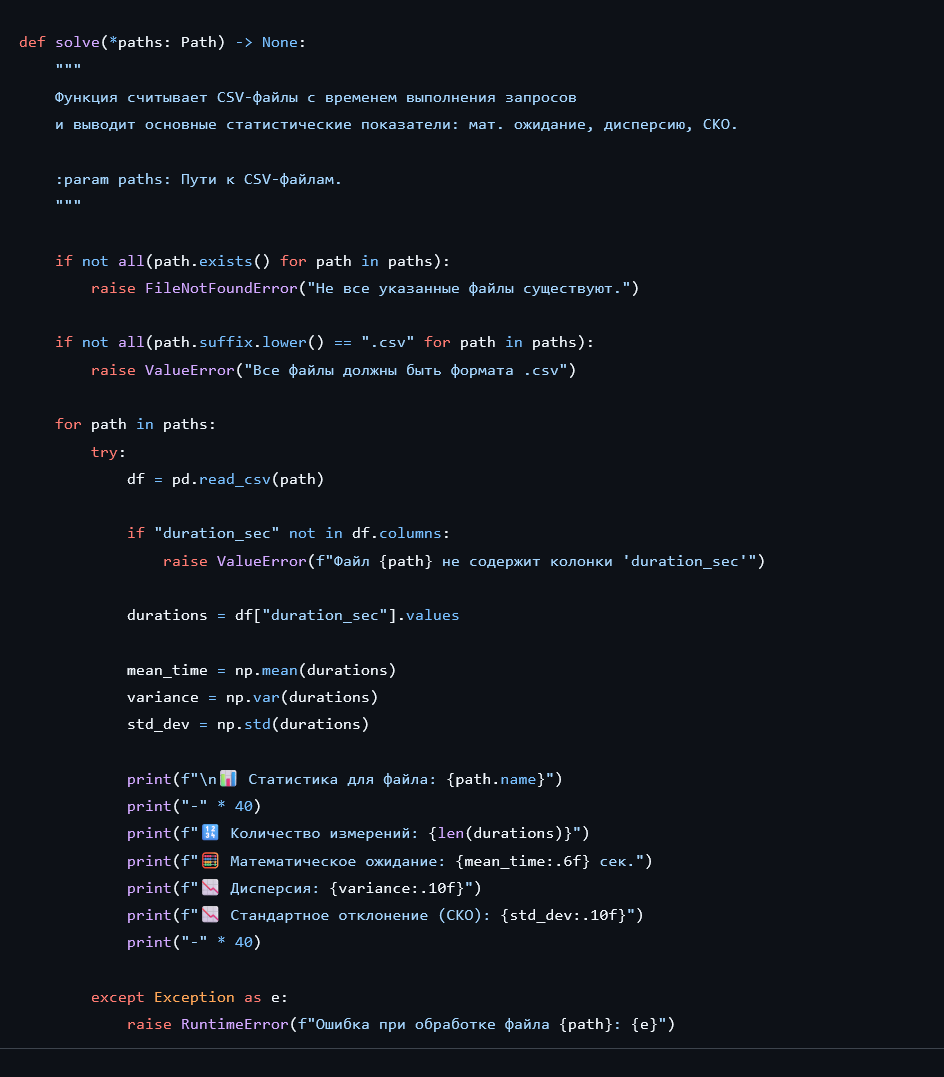 def solve(*paths: Path) -> None:
    """
    Функция считывает CSV-файлы с временем выполнения запросов
    и выводит основные статистические показатели: мат. ожидание, дисперсию, СКО.

    :param paths: Пути к CSV-файлам.
    """

    if not all(path.exists() for path in paths):
        raise FileNotFoundError("Не все указанные файлы существуют.")

    if not all(path.suffix.lower() == ".csv" for path in paths):
        raise ValueError("Все файлы должны быть формата .csv")

    for path in paths:
        try:
            df = pd.read_csv(path)

            if "duration_sec" not in df.columns:
                raise ValueError(f"Файл {path} не содержит колонки 'duration_sec'")

            durations = df["duration_sec"].values

            mean_time = np.mean(durations)
            variance = np.var(durations)
            std_dev = np.std(durations)

            print(f"\n📊 Статистика для файла: {path.name}")
            print("-" * 40)
            print(f"🔢 Количество измерений: {len(durations)}")
            print(f"🧮 Математическое ожидание: {mean_time:.6f} сек.")
            print(f"📉 Дисперсия: {variance:.10f}")
            print(f"📉 Стандартное отклонение (СКО): {std_dev:.10f}")
            print("-" * 40)

        except Exception as e:
            raise RuntimeError(f"Ошибка при обработке файла {path}: {e}")